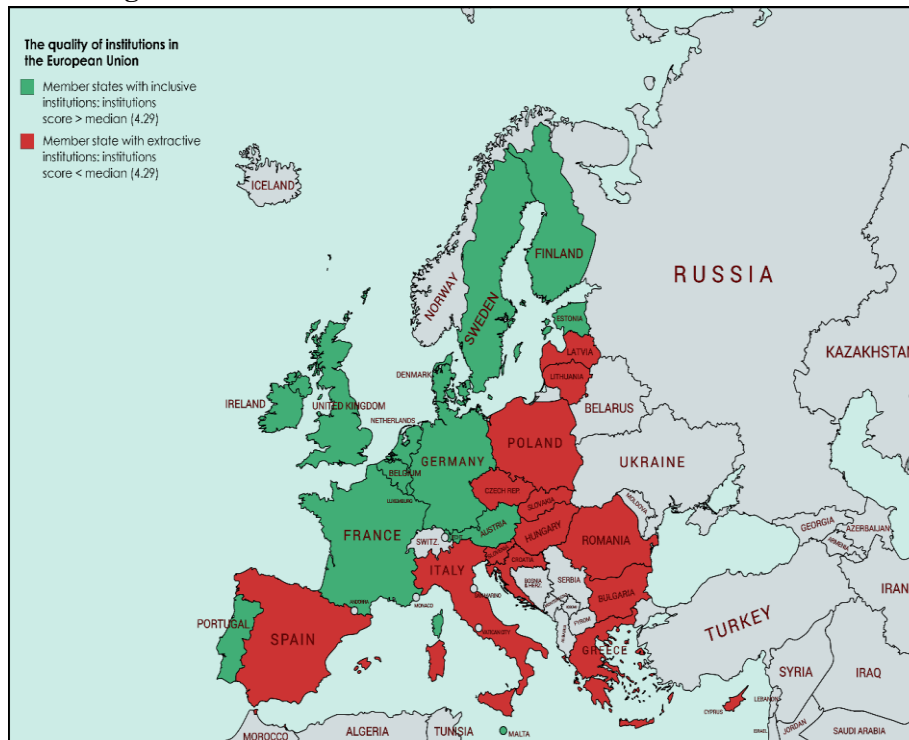 The quality of institutions in
the European Union
Member states with inclusive
institutions: institutions
score > median (4.29)
Member state with extractive
institutions: institutions
score < median (4.29)
ICELAND
FINLAND
RUSSIA
NORWAY
SWEDEN
ESTONIA
LATVIA
KAZAKHSTAN
DENMARK
LITHUANIA
IRELAND
UNITED KINGDOM
BELARUS
NETHERLANDS
POLAND
GERMANY
UKRAINE
BELGIUM
CZECH REP.
LUXEMBURG
SLOVAKIA
MOLDOVA
AUSTRIA
FRANCE
HUNGARY
SWITZ.
ROMANIA
GEORGIA
AZERBAIJAN
SLOVENIA
CROATIA
ARMENIA
ITALY
BOSNIA
& HERZ.
SERBIA
IRAN
SAN MARINO
BULGARIA
ANDORRA
MONACO
FYROM
PORTUGAL
SPAIN
VATICAN CITY
TURKEY
GREECE
SYRIA
IRAQ
CYPRUS
LEBANON
MOROCCO
ALGERIA
TUNISIA
MALTA
ISRAEL
JORDAN
SAUDI ARABIA